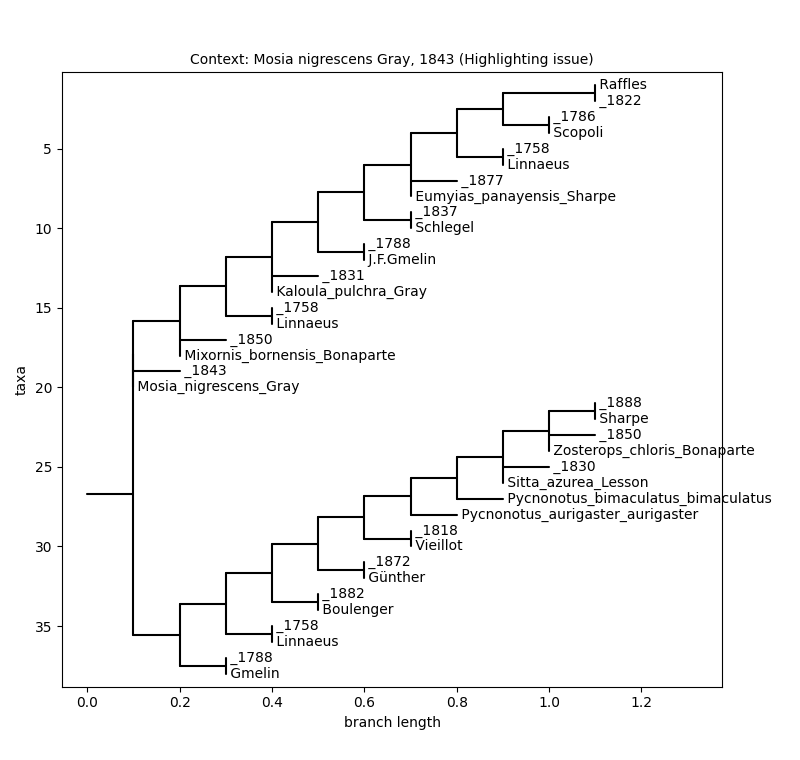 Context: Mosia nigrescens Gray, 1843 (Highlighting issue)
Raffles
_1822
_1786
Scopoli
_1758
Linnaeus
_1877
Eumyias_panayensis_Sharpe
_1837
Schlegel
_1788
J.F.Gmelin
_1831
Kaloula_pulchra_Gray
_1758
Linnaeus
_1850
Mixornis_bornensis_Bonaparte
_1843
Mosia_nigrescens_Gray
_1888
Sharpe
_1850
Zosterops_chloris_Bonaparte
_1830
Sitta_azurea_Lesson
Pycnonotus_bimaculatus_bimaculatus
Pycnonotus_aurigaster_aurigaster
_1818
Vieillot
_1872
Günther
_1882
Boulenger
_1758
Linnaeus
_1788
Gmelin
5
10
15
20
25
30
35
taxa
0.0 0.2 0.4 0.6 0.8 1.0 1.2
branch length